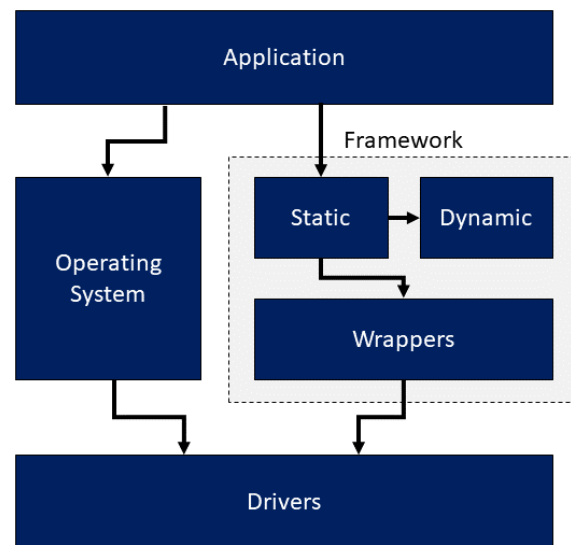 Application
Framework
Static
Dynamic
Operating
System
Wrappers
Drivers